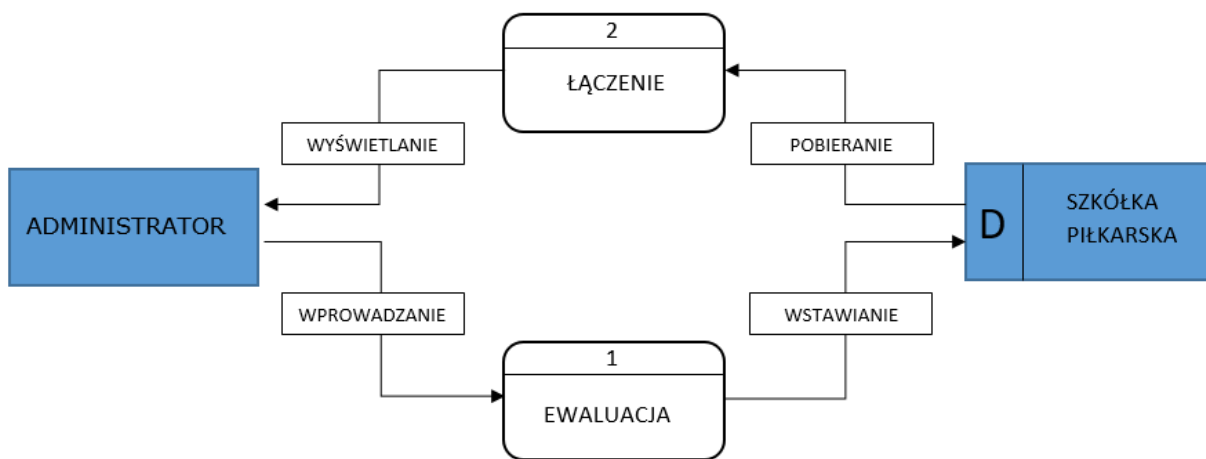 2
ŁĄCZENIE
WYŚWIETLANIE
POBIERANIE
ADMINISTRATOR
D
SZKÓŁKA
PIŁKARSKA
WPROWADZANIE
WSTAWIANIE
1
EWALUACJA